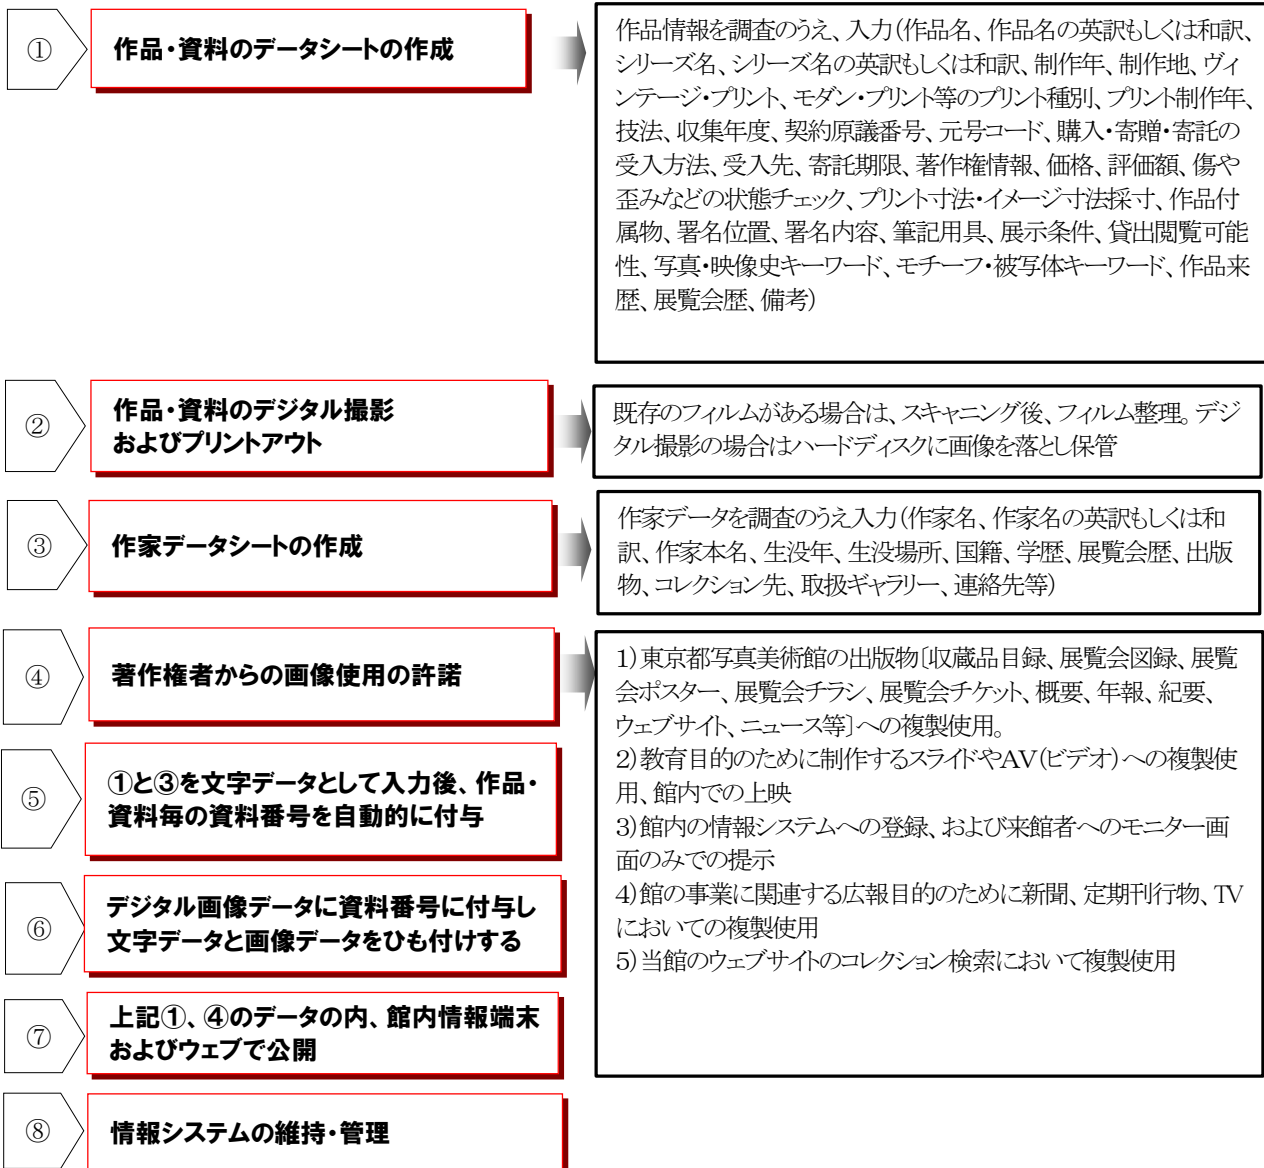 ①
作品・資料のデータシートの作成
作品情報を調査のうえ、入力(作品名、作品名の英訳もしくは和訳、
シリーズ名、シリーズ名の英訳もしくは和訳、制作年、制作地、ヴィ
ンテージ・プリント、モダン・プリント等のプリント種別、プリント制作年、
技法、収集年度、契約原議番号、元号コード、購入・寄贈・寄託の
受入方法、受入先、寄託期限、著作権情報、価格、評価額、傷や
歪みなどの状態チェック、プリント寸法・イメージ寸法採寸、作品付
属物、署名位置、署名内容、筆記用具、展示条件、貸出閲覧可能
性、写真・映像史キーワード、モチーフ・被写体キーワード、作品来
歴、展覧会歴、備考)
②
作品・資料のデジタル撮影
およびプリントアウト
既存のフィルムがある場合は、スキャニング後、フィルム整理。デジ
タル撮影の場合はハードディスクに画像を落とし保管
③
作家データシートの作成
作家データを調査のうえ入力(作家名、作家名の英訳もしくは和
訳、作家本名、生没年、生没場所、国籍、学歴、展覧会歴、出版
物、コレクション先、取扱ギャラリー、連絡先等)
④
著作権者からの画像使用の許諾
1)東京都写真美術館の出版物〔収蔵品目録、展覧会図録、展覧
会ポスター、展覧会チラシ、展覧会チケット、概要、年報、紀要、
ウェブサイト、ニュース等〕への複製使用。
2)教育目的のために制作するスライドやAV(ビデオ)への複製使
用、館内での上映
3)館内の情報システムへの登録、および来館者へのモニター画
面のみでの提示
4)館の事業に関連する広報目的のために新聞、定期刊行物、TV
においての複製使用
5)当館のウェブサイトのコレクション検索において複製使用
⑤
①と③を文字データとして入力後、作品・
資料毎の資料番号を自動的に付与
⑥
デジタル画像データに資料番号に付与し
文字データと画像データをひも付けする
⑦
上記①、④のデータの内、館内情報端末
およびウェブで公開
⑧
情報システムの維持・管理